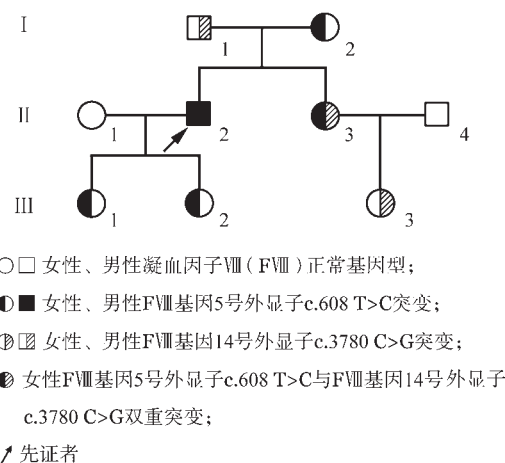 I
1
2
II
1
2
3
4
III
1
2
3
女性、男性凝血因子Ⅷ(FⅧ)正常基因型;
女性、男性FⅧ基因5号外显子c.608 T>C突变;
女性、男性FⅧ基因14号外显子c.3780 C>G突变;
女性FⅧ基因5号外显子c.608 T>C与FⅧ基因14号外显子
c.3780 C>G双重突变;
先证者